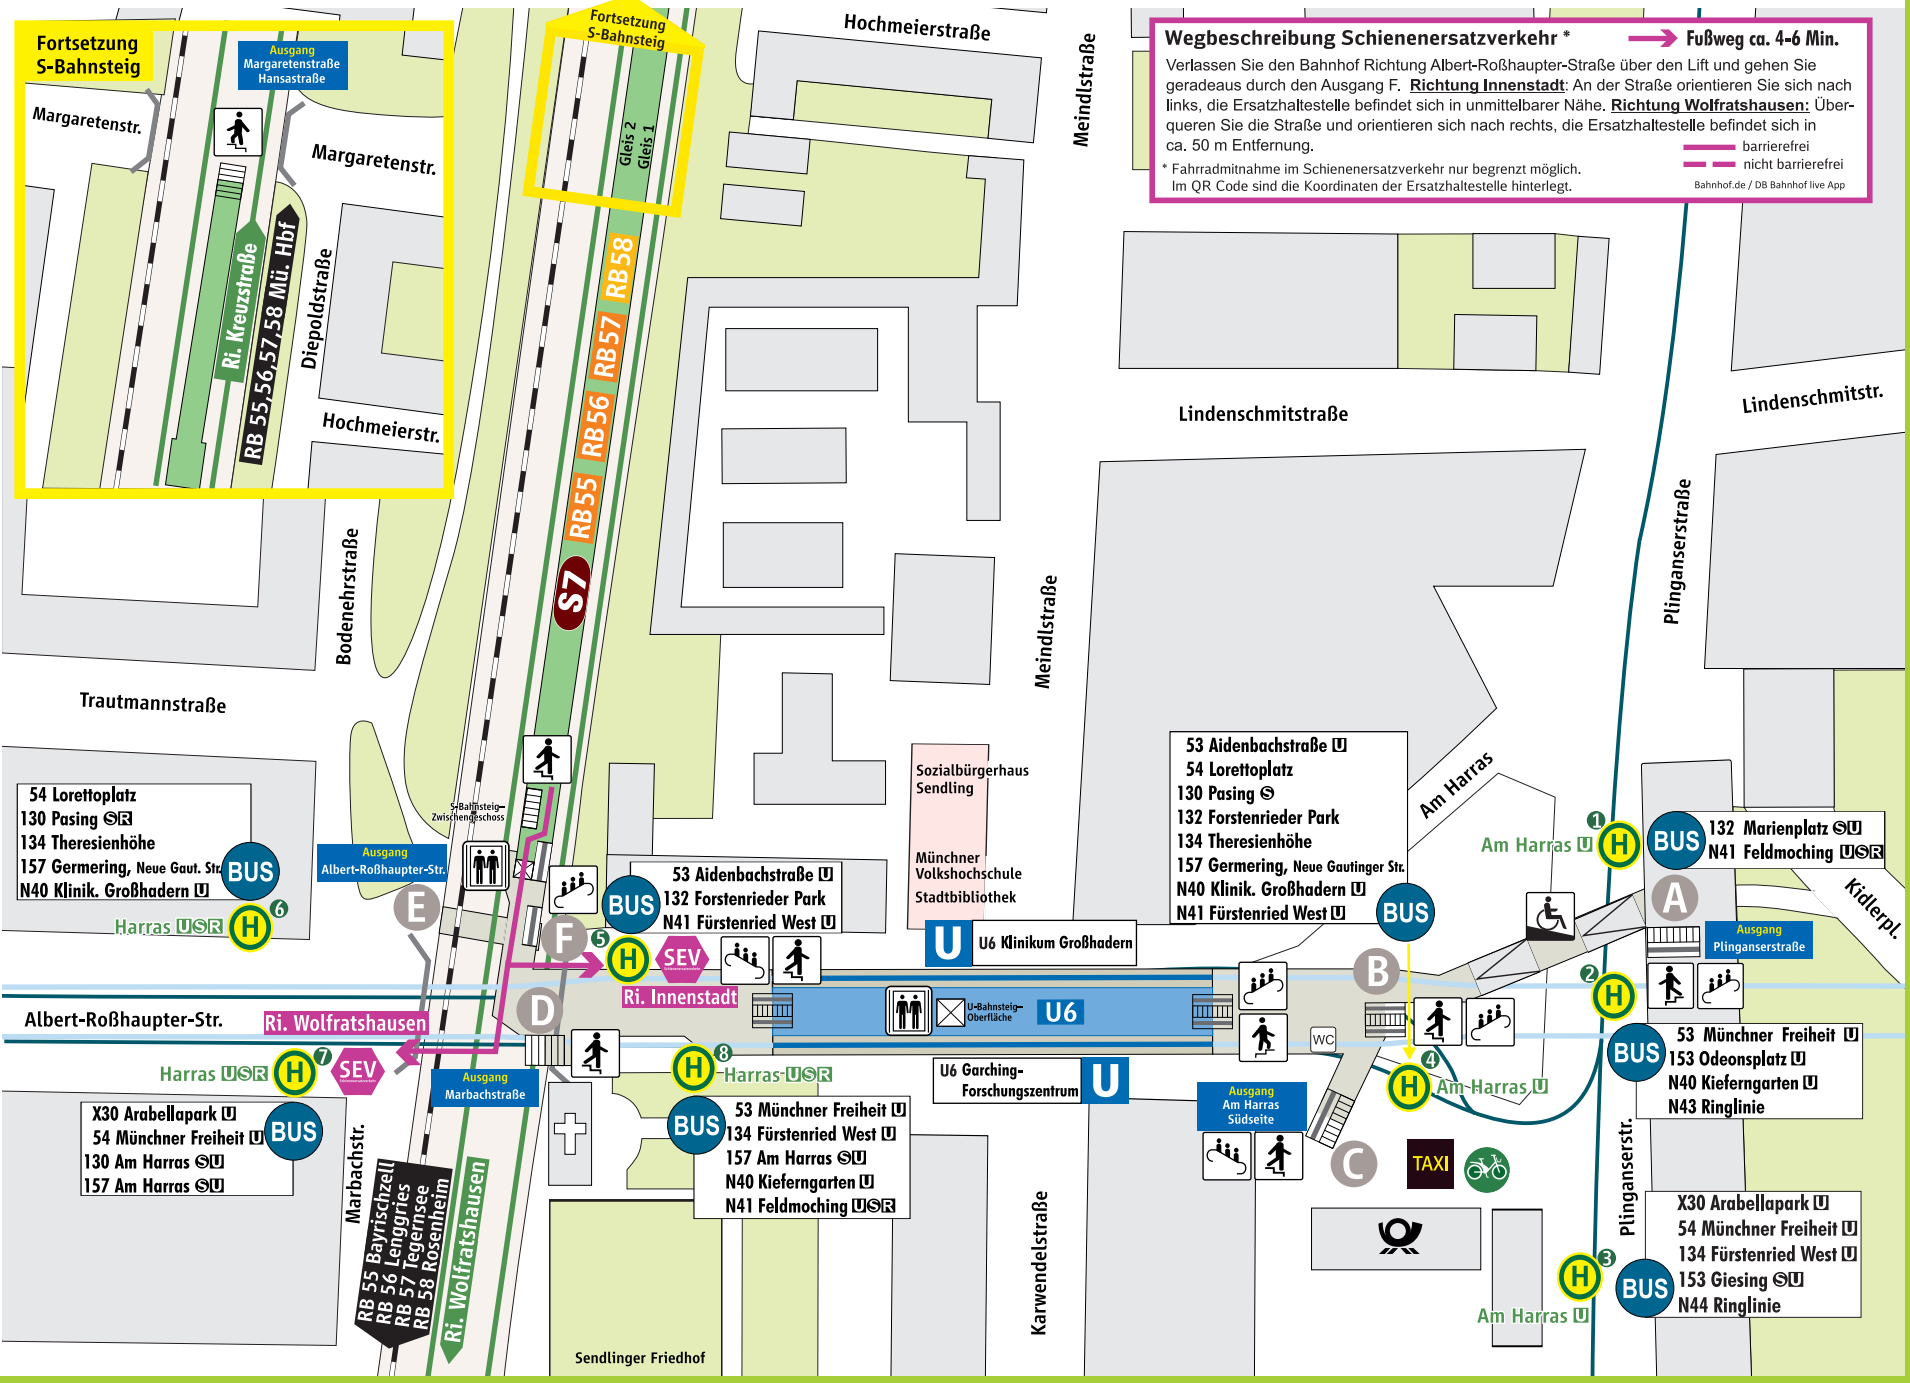 Fortsetzung
S-Bahnsteig
Ausgang
Margaretenstraße
Hansastraße
Margaretenstr.
Margaretenstr.
Ri. Kreuzstraße
RB 55,56,57,58 Mü. Hbf
Diepoldstraße
Hochmeierstr.
Fortsetzung
S-Bahnsteig
Gleis 2
Gleis 1
Hochmeierstraße
Meindlstraße
Wegbeschreibung Schienenersatzverkehr *
Fußweg ca. 4-6 Min.
Verlassen Sie den Bahnhof Richtung Albert-Roßhaupter-Straße über den Lift und gehen Sie
geradeaus durch den Ausgang F. Richtung Innenstadt: An der Straße orientieren Sie sich nach
links, die Ersatzhaltestelle befindet sich in unmittelbarer Nähe. Richtung Wolfratshausen: Über-
queren Sie die Straße und orientieren sich nach rechts, die Ersatzhaltestelle befindet sich in
ca. 50 m Entfernung.
barrierefrei
nicht barrierefrei
* Fahrradmitnahme im Schienenersatzverkehr nur begrenzt möglich.
Im QR Code sind die Koordinaten der Ersatzhaltestelle hinterlegt.
Bahnhof.de / DB Bahnhof live App
RB58
RB57
RB56
RB55
S7
Lindenschmitstraße
Lindenschmitstr.
Plinganserstraße
Bodenehrstraße
Meindlstraße
Trautmannstraße
54 Lorettoplatz
130 Pasing S R
134 Theresienhöhe
157 Germering, Neue Gaut. Str.
N40 Klinik. Großhadern U
BUS
Harras U S R
H
6
S-Bahnsteig-
Zwischengeschoss
Ausgang
Albert-Roßhaupter-Str.
E
F
53 Aidenbachstraße U
132 Forstenrieder Park
N41 Fürstenried West U
BUS
5
H
SEV
Ri. Innenstadt
Sozialbürgerhaus
Sendling
Münchner
Volkshochschule
Stadtbibliothek
U
U6 Klinikum Großhadern
53 Aidenbachstraße U
54 Lorettoplatz
130 Pasing S
132 Forstenrieder Park
134 Theresienhöhe
157 Germering, Neue Gautinger Str.
N40 Klinik. Großhadern U
N41 Fürstenried West U
BUS
Am Harras
1
Am Harras U
H
BUS
132 Marienplatz S U
N41 Feldmoching U S R
A
Kidlerpl.
Ausgang
Plinganserstraße
B
2
H
Albert-Roßhaupter-Str.
Ri. Wolfratshausen
D
U-Bahnsteig-
Oberfläche
U6
WC
Harras U S R
H
7
SEV
Ausgang
Marbachstraße
H
8
Harras U S R
U6 Garching-
Forschungszentrum
U
4
H
Am Harras U
BUS
53 Münchner Freiheit U
153 Odeonsplatz U
N40 Kieferngarten U
N43 Ringlinie
X30 Arabellapark U
54 Münchner Freiheit U
130 Am Harras S U
157 Am Harras S U
BUS
Marbachstr.
BUS
53 Münchner Freiheit U
134 Fürstenried West U
157 Am Harras S U
N40 Kieferngarten U
N41 Feldmoching U S R
Ausgang
Am Harras
Südseite
C
TAXI
Plinganserstr.
RB 55 Bayrischzell
RB 56 Lenggries
RB 57 Tegernsee
RB 58 Rosenheim
Ri. Wolfratshausen
Karwendelstraße
H
3
Am Harras U
BUS
X30 Arabellapark U
54 Münchner Freiheit U
134 Fürstenried West U
153 Giesing S U
N44 Ringlinie
Sendlinger Friedhof